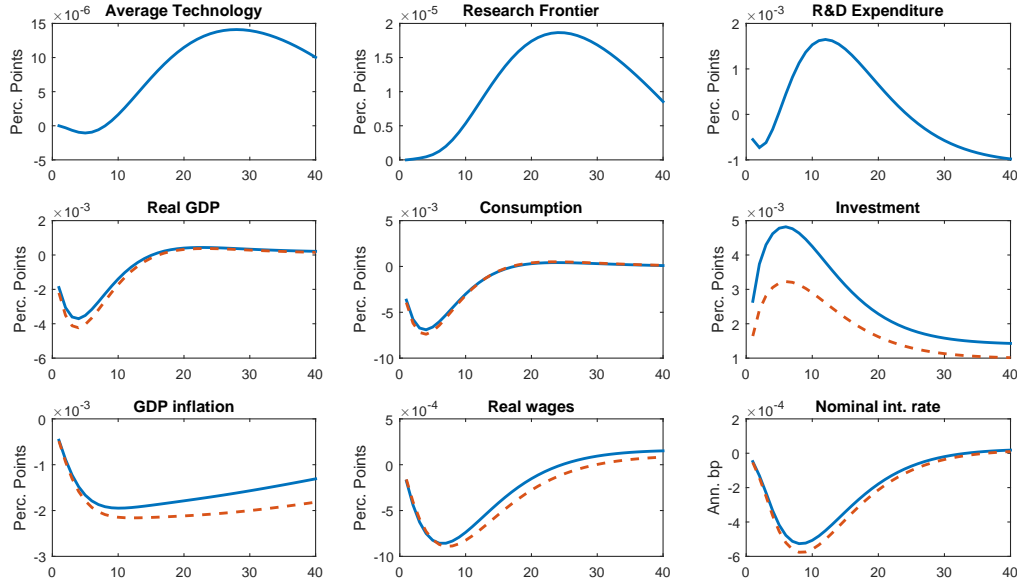 Average Technology
×10⁻⁶
Perc. Points
15
10
5
0
-5
0 10 20 30 40
Research Frontier
×10⁻⁵
Perc. Points
2
1.5
1
0.5
0
0 10 20 30 40
R&D Expenditure
×10⁻³
Perc. Points
2
1
0
-1
0 10 20 30 40
Real GDP
×10⁻³
Perc. Points
2
0
-2
-4
-6
0 10 20 30 40
Consumption
×10⁻³
Perc. Points
5
0
-5
-10
0 10 20 30 40
Investment
×10⁻³
Perc. Points
5
4
3
2
1
0 10 20 30 40
GDP inflation
×10⁻³
Perc. Points
0
-1
-2
-3
0 10 20 30 40
Real wages
×10⁻⁴
Perc. Points
5
0
-5
-10
0 10 20 30 40
Nominal int. rate
×10⁻⁴
Ann. bp
2
0
-2
-4
-6
0 10 20 30 40